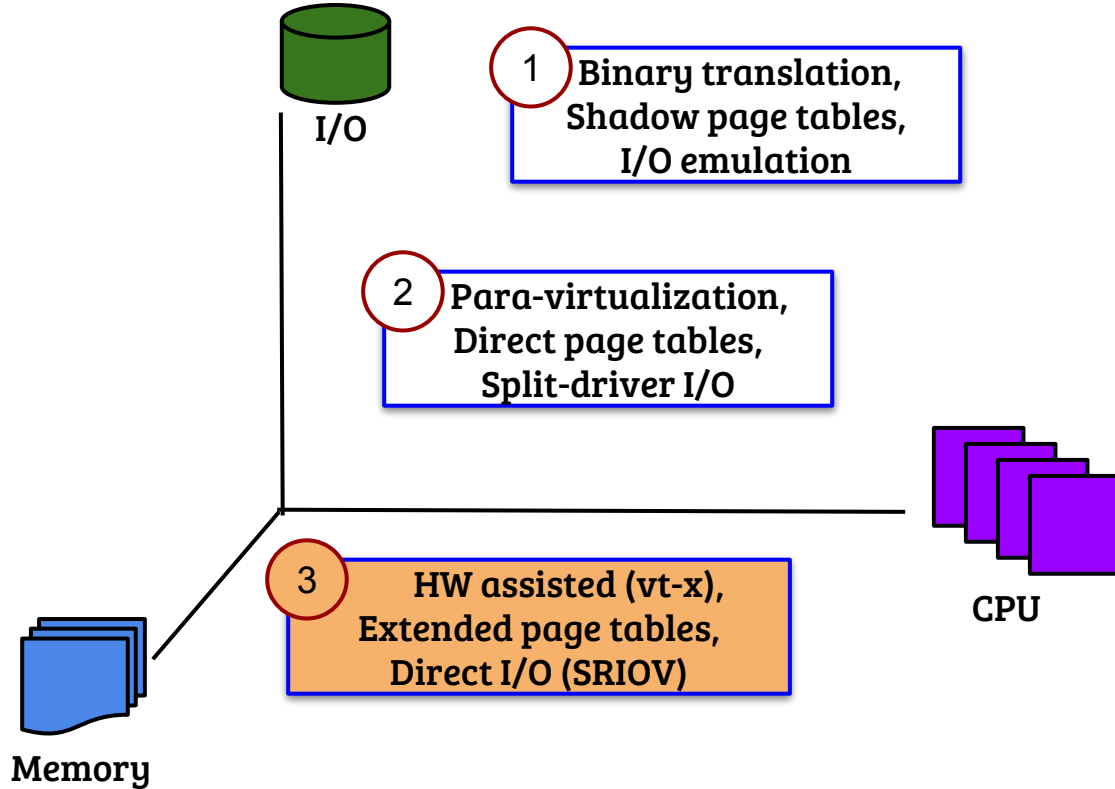 I/O
1
Binary translation,
Shadow page tables,
I/O emulation
2
Para-virtualization,
Direct page tables,
Split-driver I/O
3
HW assisted (vt-x),
Extended page tables,
Direct I/O (SRIOV)
CPU
Memory